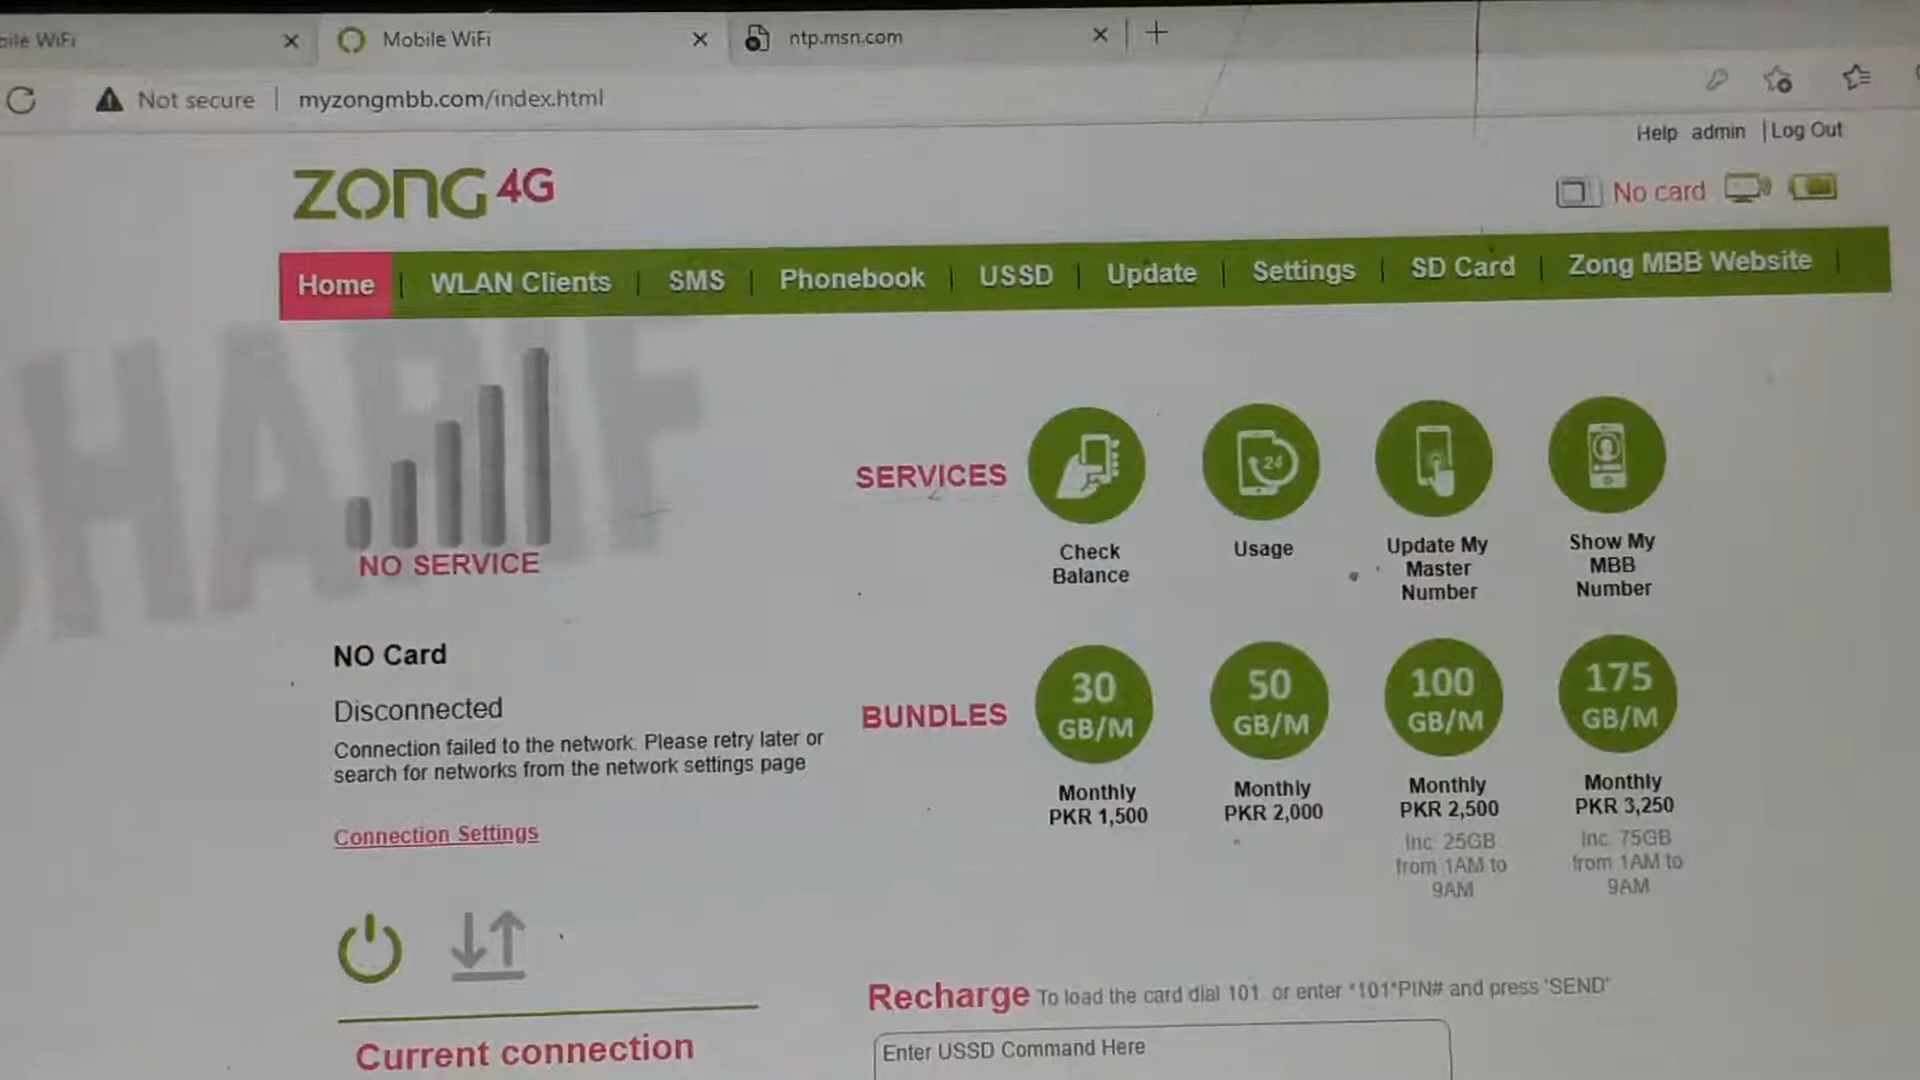 Mobile WiFi
ntp.msn.com
Not secure
myzongmbb.com/index.html
Help admin | Log Out
ZONG 4G
No card
Home | WLAN Clients | SMS | Phonebook | USSD | Update | Settings | SD Card | Zong MBB Website |
SHARIF
NO SERVICE
SERVICES
24
Check
Balance
Usage
Update My
Master
Number
Show My
MBB
Number
NO Card
Disconnected
Connection failed to the network. Please retry later or
search for networks from the network settings page
Connection Settings
BUNDLES
30
GB/M
Monthly
PKR 1,500
50
GB/M
Monthly
PKR 2,000
100
GB/M
Monthly
PKR 2,500
Inc 25GB
from 1AM to
9AM
175
GB/M
Monthly
PKR 3,250
Inc 75GB
from 1AM to
9AM
Recharge To load the card dial 101 or enter *101*PIN# and press 'SEND'
Enter USSD Command Here
Current connection